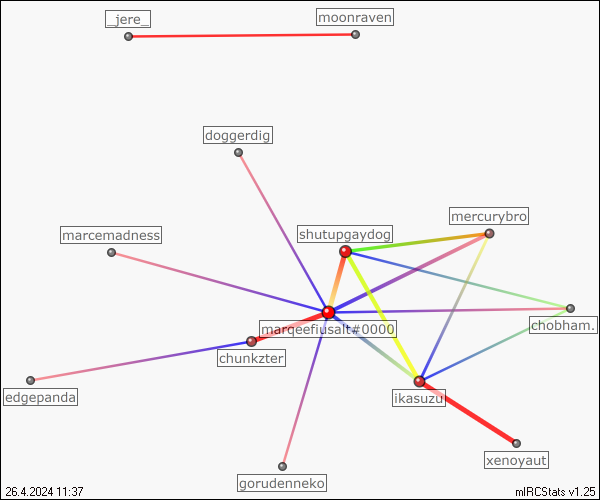 _jere_
moonraven
doggerdig
mercurybro
shutupgaydog
marcemadness
marqeefiusalt#0000
chobham.
chunkzter
edgepanda
ikasuzu
xenoyaut
gorudenneko
26.4.2024 11:37
mIRCStats v1.25